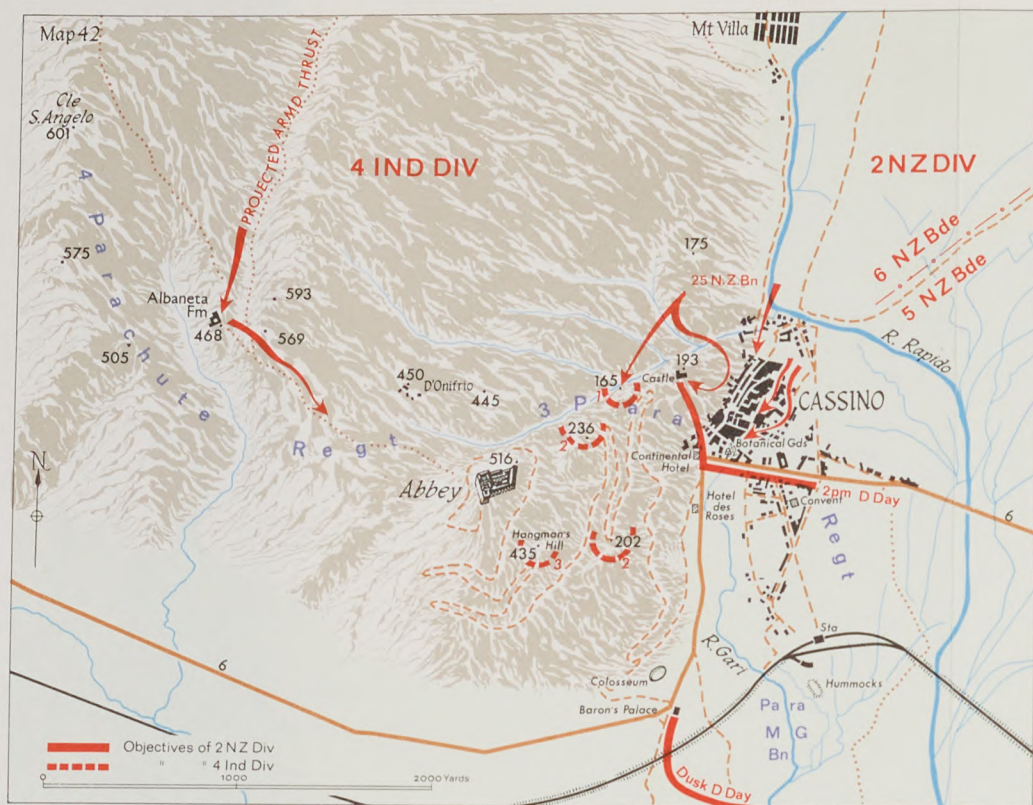 Map 42
Mt Villa
Cle
S. Angelo
601
PROJECTED ARMD THRUST
4 IND DIV
2 NZ DIV
6 NZ Bde
5 NZ Bde
4 Parachute Regt
575
175
25 N.Z. Bn
593
Albaneta
Fm
468
569
505
R. Rapido
193
Castle
165
1
450
D'Onifrio
445
3 Para Regt
CASSINO
236
2
Botanical Gds
Continental
Hotel
516
Abbey
2pm D Day
Convent
6
Hotel
des
Roses
N
Hangman's
Hill
435
3
202
2
Sta
R. Gari
6
Colosseum
Hummocks
Baron's Palace
Para
M G
Bn
Dusk D Day
Objectives of 2 NZ Div
" " 4 Ind Div
0 1000 2000 Yards